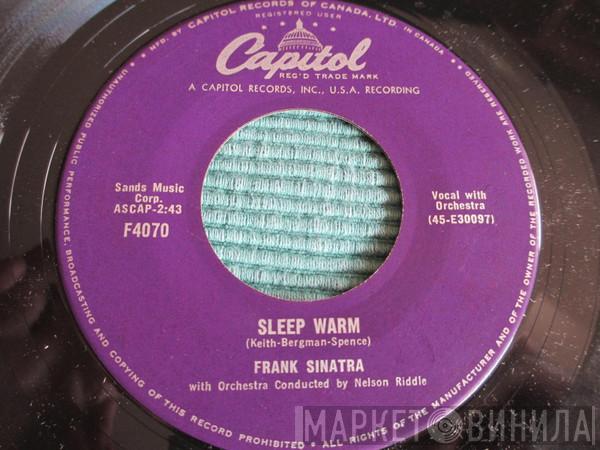 MFD. BY CAPITOL RECORDS OF CANADA, LTD. IN CANADA
REGISTERED USER
Capitol
REG'D TRADE MARK
A CAPITOL RECORDS, INC., U.S.A. RECORDING
Sands Music
Corp.
ASCAP-2:43
F4070
Vocal with
Orchestra
(45-E30097)
SLEEP WARM
(Keith-Bergman-Spence)
FRANK SINATRA
with Orchestra Conducted by Nelson Riddle
UNAUTHORIZED PUBLIC PERFORMANCE, BROADCASTING AND COPYING OF THIS RECORD PROHIBITED • ALL RIGHTS OF THE MANUFACTURER AND OF THE OWNER OF THE RECORDED WORK ARE RESERVED
МАРКЕТ ВИНИЛА